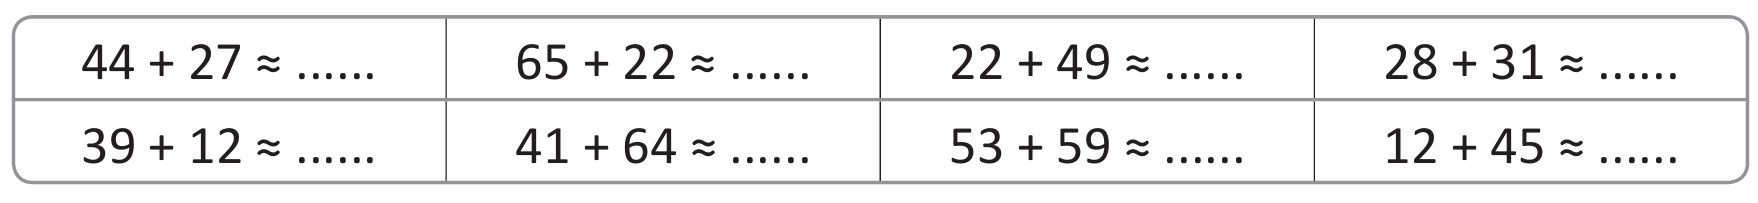 44 + 27 ≈ ...... 65 + 22 ≈ ...... 22 + 49 ≈ ...... 28 + 31 ≈ ......
39 + 12 ≈ ...... 41 + 64 ≈ ...... 53 + 59 ≈ ...... 12 + 45 ≈ ......